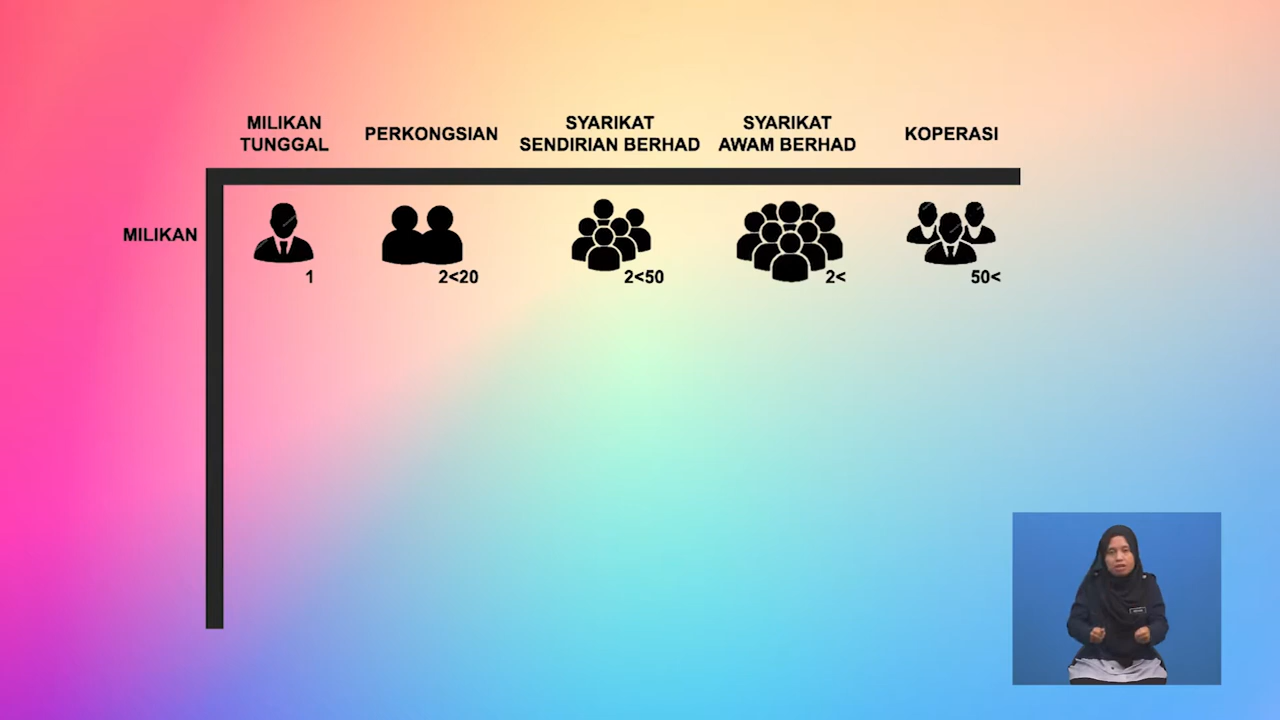 MILIKAN
TUNGGAL
PERKONGSIAN
SYARIKAT
SENDIRIAN BERHAD
SYARIKAT
AWAM BERHAD
KOPERASI
MILIKAN
1
2<20
2<50
2<
50<